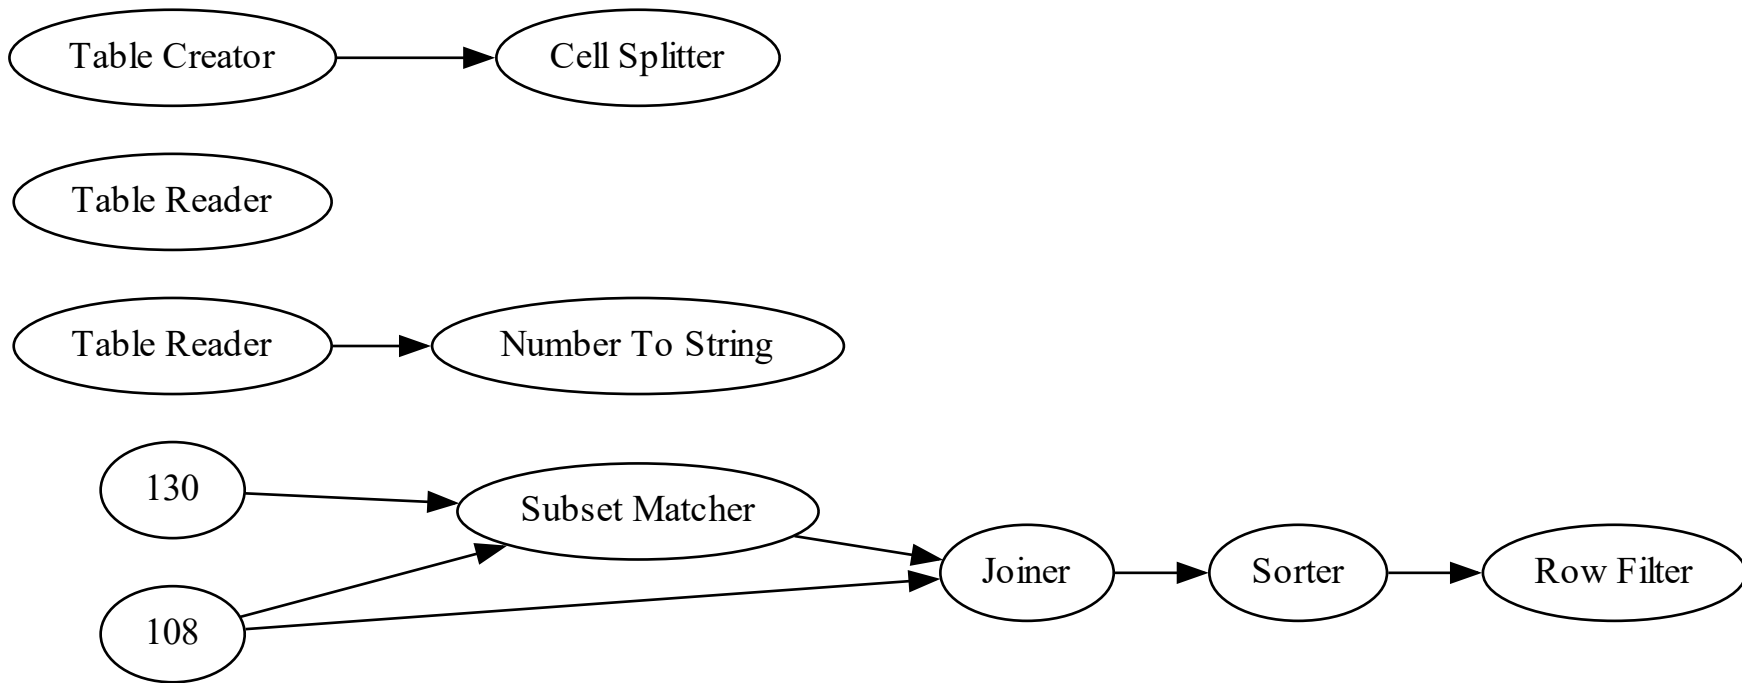 Table Creator
Cell Splitter
Table Reader
Table Reader
Number To String
130
Subset Matcher
108
Joiner
Sorter
Row Filter